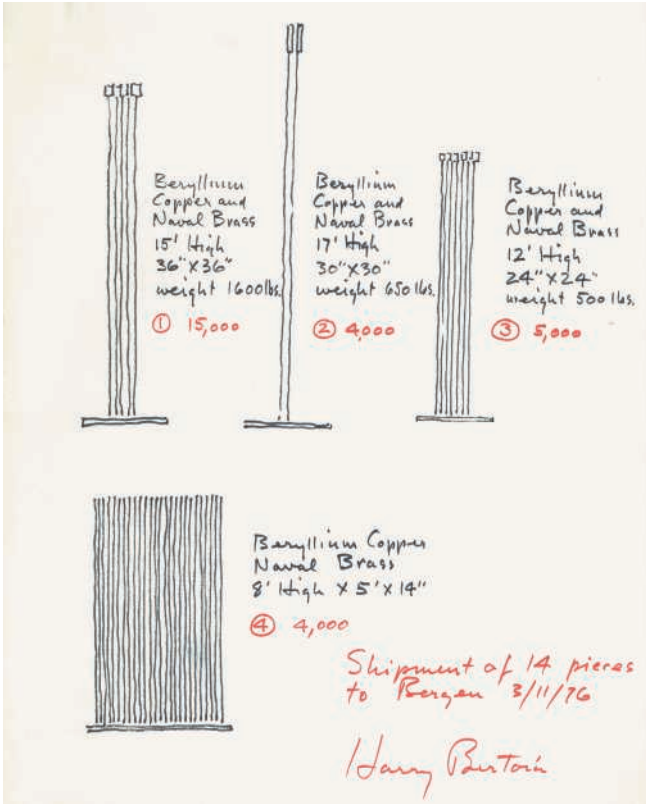 Beryllium
Copper and
Naval Brass
15' High
36"X36"
weight 1600lbs.
① 15,000
Beryllium
Copper and
Naval Brass
17' High
30"X30"
weight 650 lbs.
② 4,000
Beryllium
Copper and
Naval Brass
12' High
24"X24"
weight 500 lbs.
③ 5,000
Beryllium Copper
Naval Brass
8' High X 5'X14"
④ 4,000
Shipment of 14 pieces
to Bergen 3/11/76
Harry Bertoia